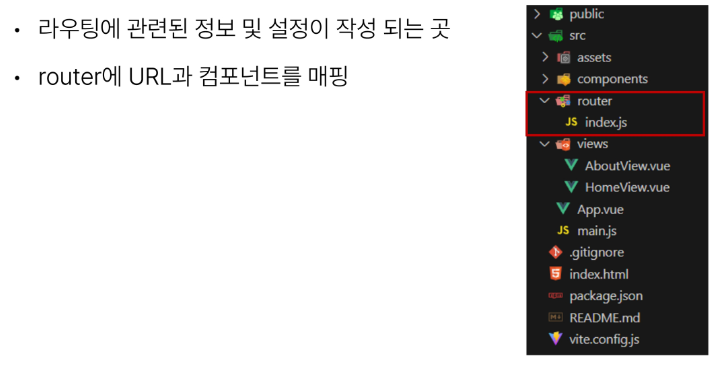 • 라우팅에 관련된 정보 및 설정이 작성 되는 곳
• router에 URL과 컴포넌트를 매핑
public
src
assets
components
router
JS index.js
views
AboutView.vue
HomeView.vue
App.vue
JS main.js
.gitignore
index.html
package.json
README.md
vite.config.js